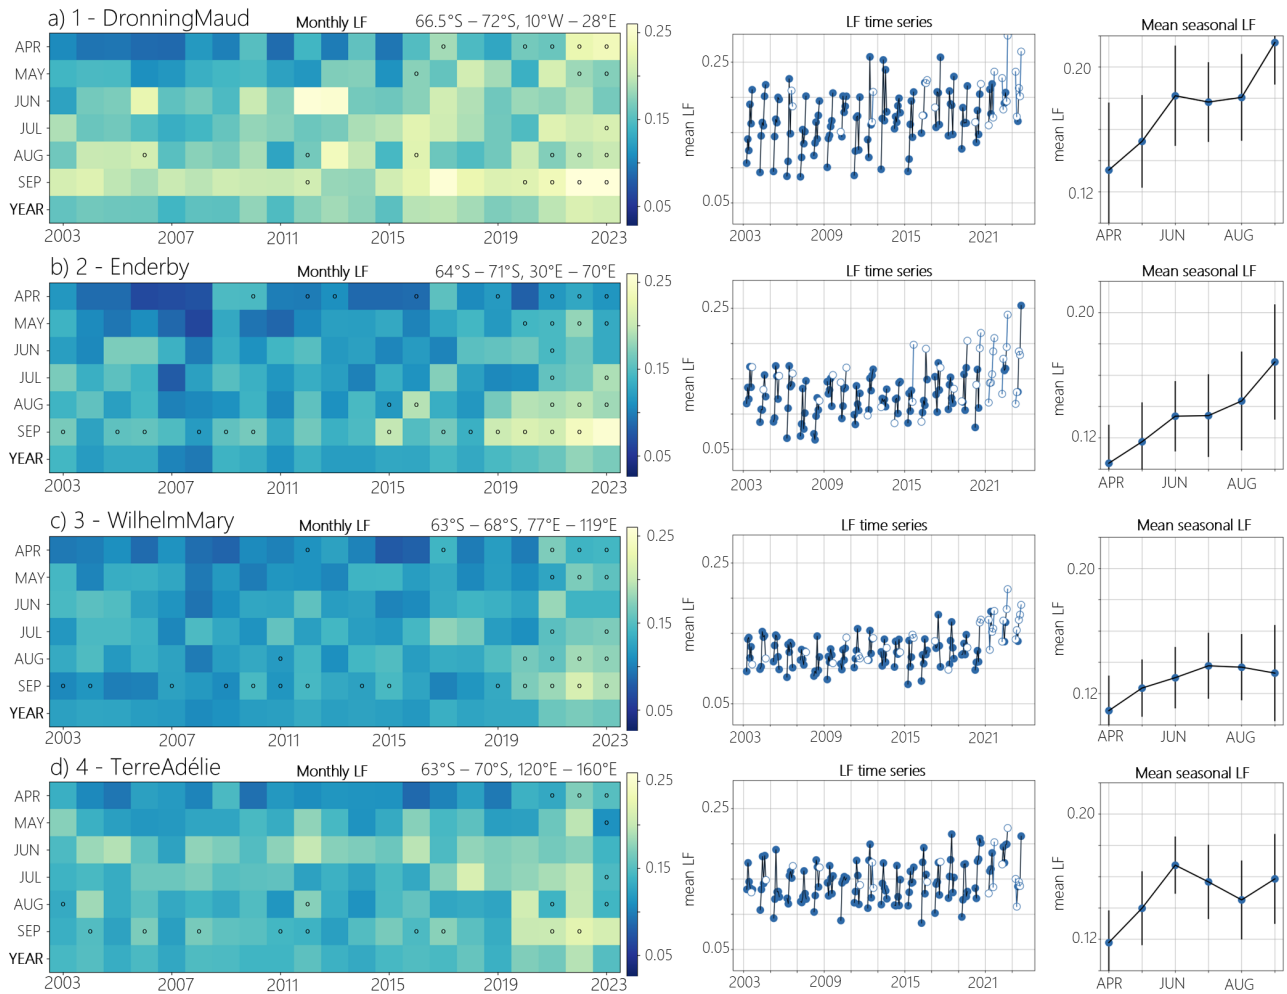 a) 1 - DronningMaud
Monthly LF
66.5°S – 72°S, 10°W – 28°E
APR
MAY
JUN
JUL
AUG
SEP
YEAR
2003 2007 2011 2015 2019 2023
0.25
0.15
0.05
LF time series
mean LF
0.25
0.05
2003 2009 2015 2021
Mean seasonal LF
mean LF
0.20
0.12
APR JUN AUG
b) 2 - Enderby
Monthly LF
64°S – 71°S, 30°E – 70°E
APR
MAY
JUN
JUL
AUG
SEP
YEAR
2003 2007 2011 2015 2019 2023
0.25
0.15
0.05
LF time series
mean LF
0.25
0.05
2003 2009 2015 2021
Mean seasonal LF
mean LF
0.20
0.12
APR JUN AUG
c) 3 - WilhelmMary
Monthly LF
63°S – 68°S, 77°E – 119°E
APR
MAY
JUN
JUL
AUG
SEP
YEAR
2003 2007 2011 2015 2019 2023
0.25
0.15
0.05
LF time series
mean LF
0.25
0.05
2003 2009 2015 2021
Mean seasonal LF
mean LF
0.20
0.12
APR JUN AUG
d) 4 - TerreAdélie
Monthly LF
63°S – 70°S, 120°E – 160°E
APR
MAY
JUN
JUL
AUG
SEP
YEAR
2003 2007 2011 2015 2019 2023
0.25
0.15
0.05
LF time series
mean LF
0.25
0.05
2003 2009 2015 2021
Mean seasonal LF
mean LF
0.20
0.12
APR JUN AUG